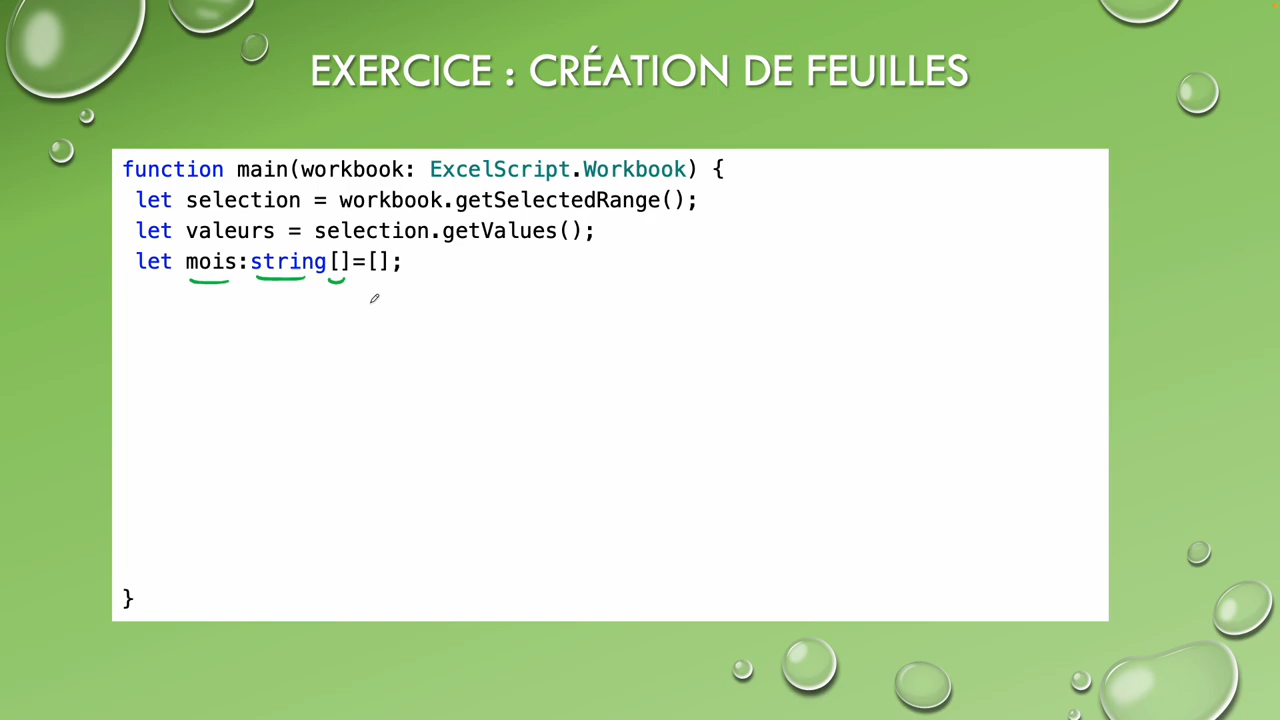 EXERCICE : CRÉATION DE FEUILLES
function main(workbook: ExcelScript.Workbook) {
let selection = workbook.getSelectedRange();
let valeurs = selection.getValues();
let mois:string[]=[];
}